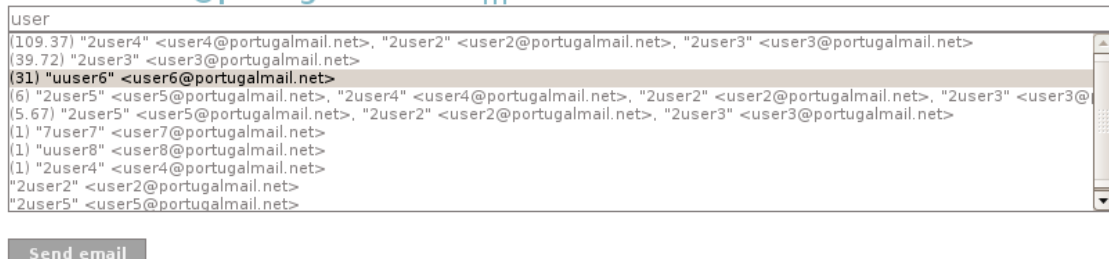 user
(109.37) "2user4" <user4@portugalmail.net>, "2user2" <user2@portugalmail.net>, "2user3" <user3@portugalmail.net>
(39.72) "2user3" <user3@portugalmail.net>
(31) "uuser6" <user6@portugalmail.net>
(6) "2user5" <user5@portugalmail.net>, "2user4" <user4@portugalmail.net>, "2user2" <user2@portugalmail.net>, "2user3" <user3@
(5.67) "2user5" <user5@portugalmail.net>, "2user2" <user2@portugalmail.net>, "2user3" <user3@portugalmail.net>
(1) "7user7" <user7@portugalmail.net>
(1) "uuser8" <user8@portugalmail.net>
(1) "2user4" <user4@portugalmail.net>
"2user2" <user2@portugalmail.net>
"2user5" <user5@portugalmail.net>
Send email